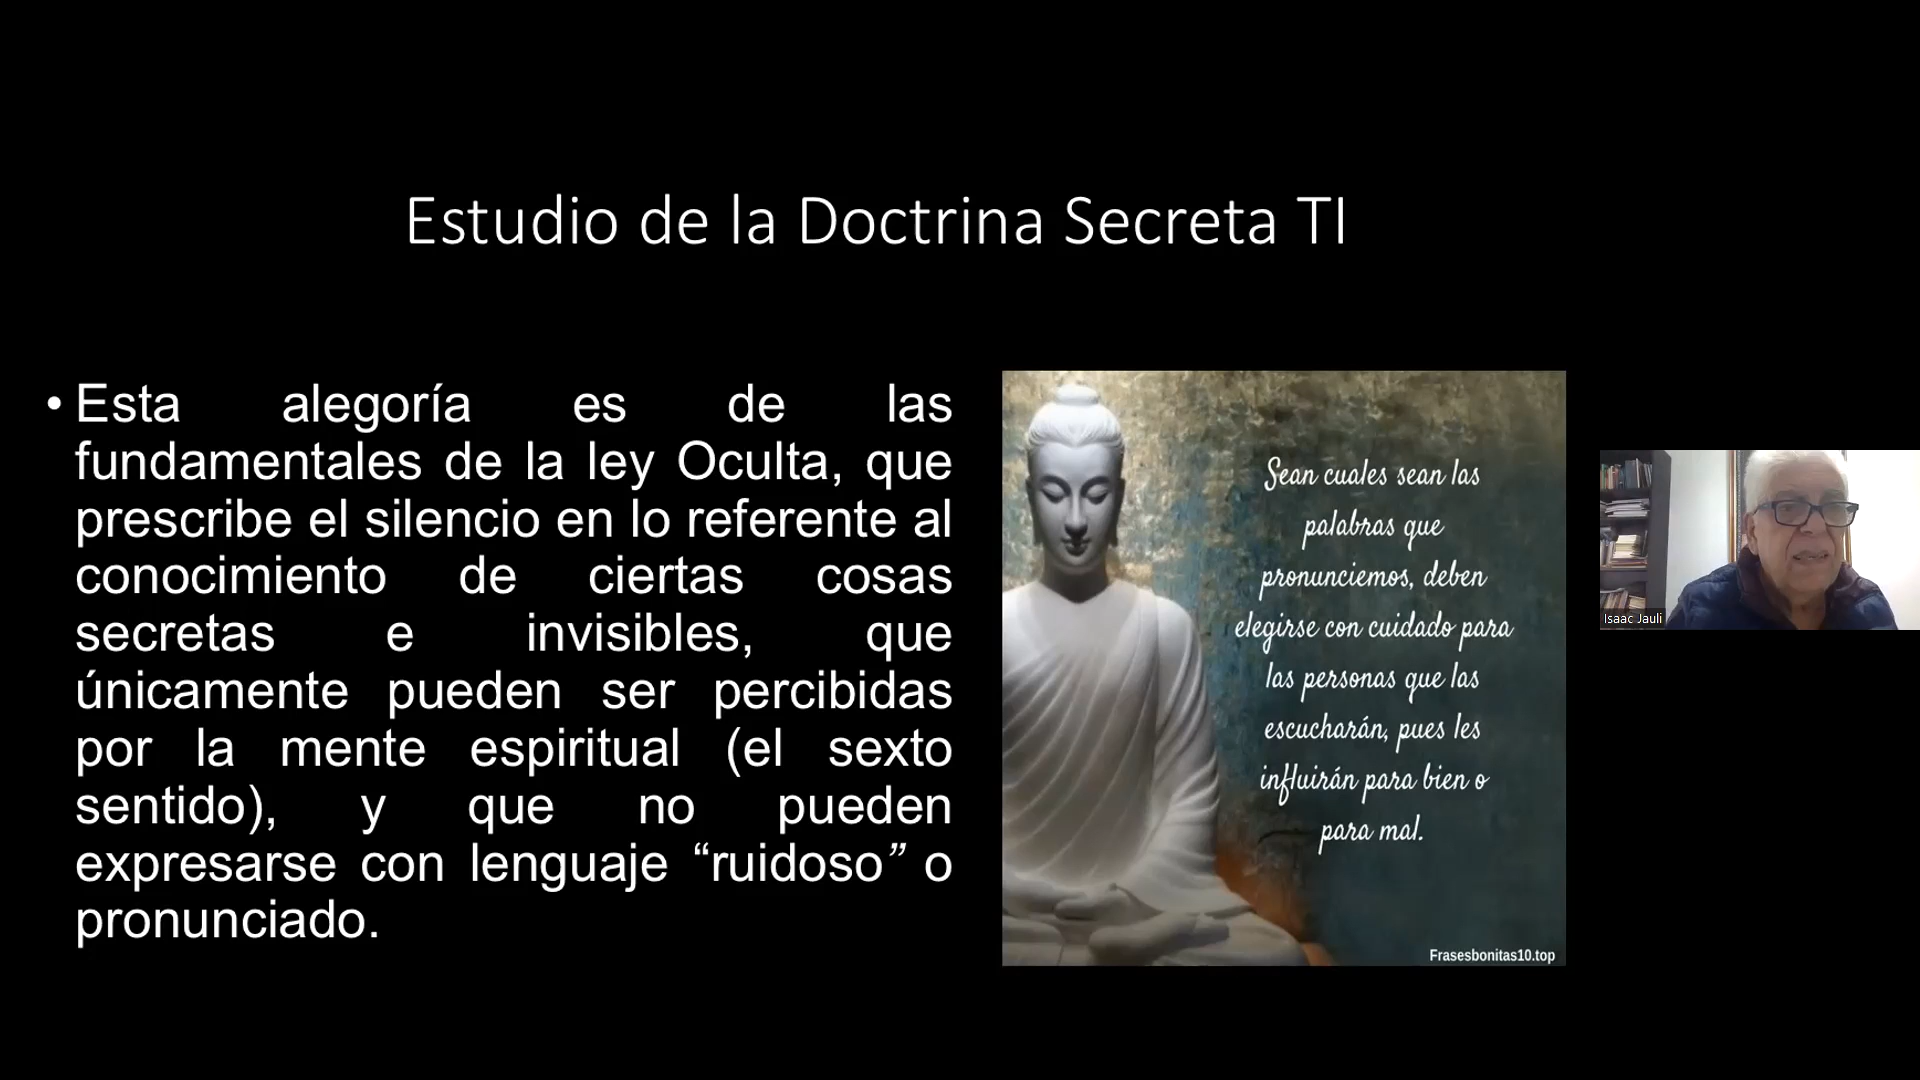 Estudio de la Doctrina Secreta TI
• Esta alegoría es de las
fundamentales de la ley Oculta, que
prescribe el silencio en lo referente al
conocimiento de ciertas cosas
secretas e invisibles, que
únicamente pueden ser percibidas
por la mente espiritual (el sexto
sentido), y que no pueden
expresarse con lenguaje “ruidoso” o
pronunciado.
Sean cuales sean las
palabras que
pronunciemos, deben
elegirse con cuidado para
las personas que las
escucharán, pues les
influirán para bien o
para mal.
Frasesbonitas10.top
Isaac Jauli